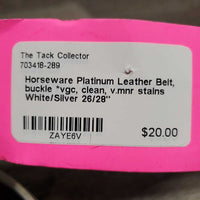 The Tack Collector
703418-289
Horseware Platinum Leather Belt,
buckle *vgc, clean, v.mnr stains
White/Silver 26/28"
ZAYE6V
$20.00